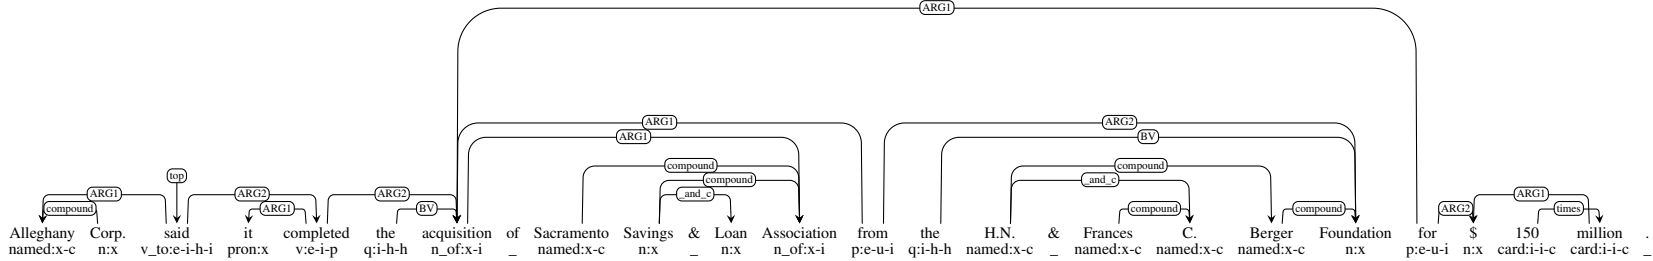 ARG1
ARG1 ARG2
ARG1 BV
top compound compound
compound _and_c
ARG1 ARG2 ARG2 _and_c ARG1
compound ARG1 BV compound compound ARG2 times
Alleghany Corp. said it completed the acquisition of Sacramento Savings & Loan Association from the H.N. & Frances C. Berger Foundation for $ 150 million .
named:x-c n:x v_to:e-i-h-i pron:x v:e-i-p q:i-h-h n_of:x-i _ named:x-c n:x _ n:x n_of:x-i p:e-u-i q:i-h-h named:x-c _ named:x-c named:x-c named:x-c n:x p:e-u-i n:x card:i-i-c card:i-i-c _